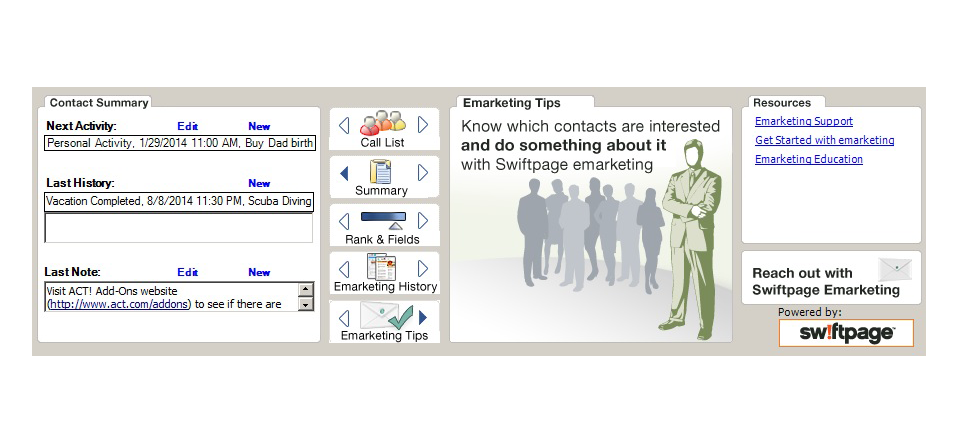 Contact Summary
Next Activity: Edit New
Personal Activity, 1/29/2014 11:00 AM, Buy Dad birth
Last History: New
Vacation Completed, 8/8/2014 11:30 PM, Scuba Diving
Last Note: Edit New
Visit ACT! Add-Ons website
(http://www.act.com/addons) to see if there are
Call List
Summary
Rank & Fields
Emarketing History
Emarketing Tips
Emarketing Tips
Know which contacts are interested
and do something about it
with Swiftpage emarketing
Resources
Emarketing Support
Get Started with emarketing
Emarketing Education
Reach out with
Swiftpage Emarketing
Powered by:
sw!ftpage™